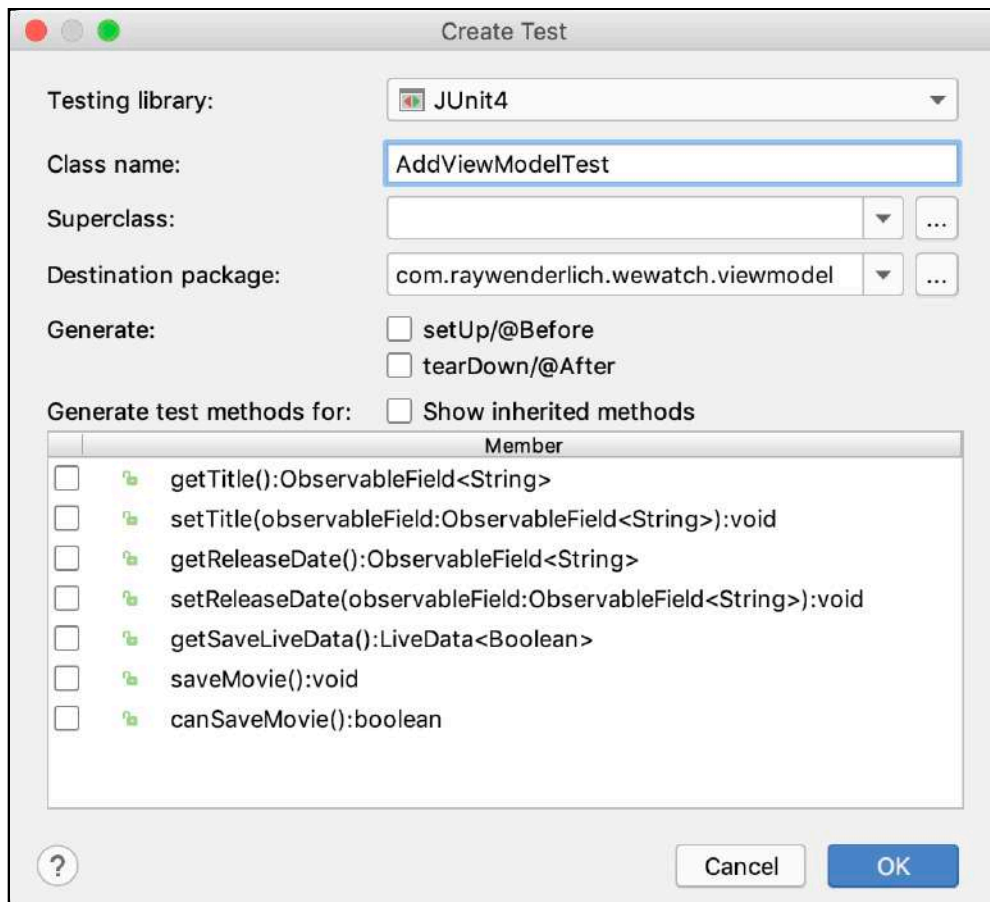 Create Test
Testing library: JUnit4
Class name: AddViewModelTest
Superclass: ...
Destination package: com.raywenderlich.wewatch.viewmodel ...
Generate: setUp/@Before
tearDown/@After
Generate test methods for: Show inherited methods
Member
getTitle():ObservableField<String>
setTitle(observableField:ObservableField<String>):void
getReleaseDate():ObservableField<String>
setReleaseDate(observableField:ObservableField<String>):void
getSaveLiveData():LiveData<Boolean>
saveMovie():void
canSaveMovie():boolean
? Cancel OK